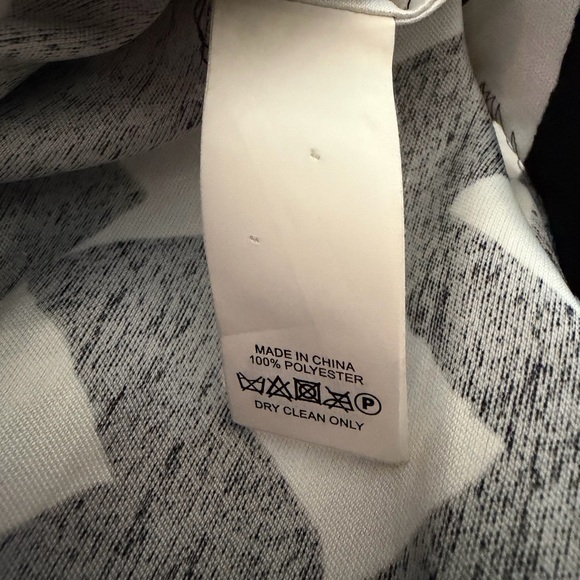 MADE IN CHINA
100% POLYESTER
P
DRY CLEAN ONLY